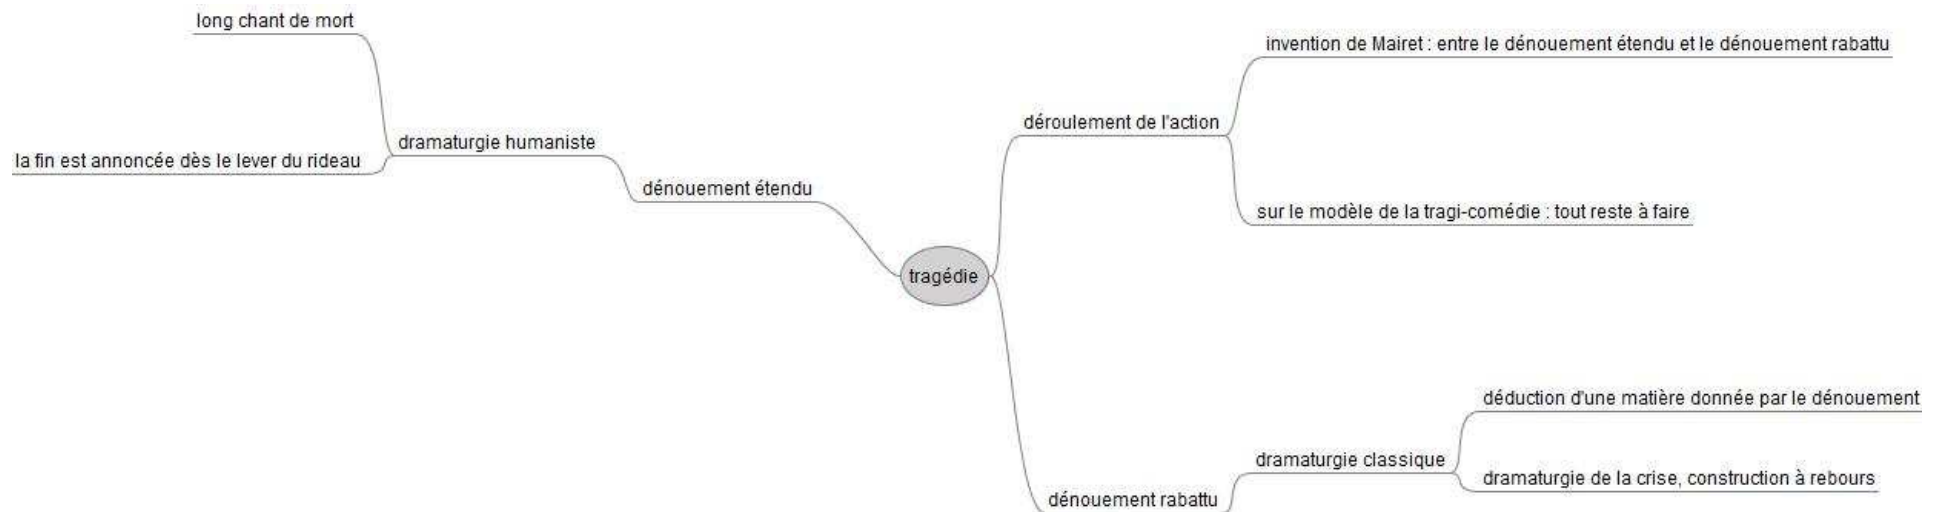 long chant de mort
la fin est annoncée dès le lever du rideau
dramaturgie humaniste
dénouement étendu
tragédie
déroulement de l'action
invention de Mairet : entre le dénouement étendu et le dénouement rabattu
sur le modèle de la tragi-comédie : tout reste à faire
dénouement rabattu
dramaturgie classique
déduction d'une matière donnée par le dénouement
dramaturgie de la crise, construction à rebours